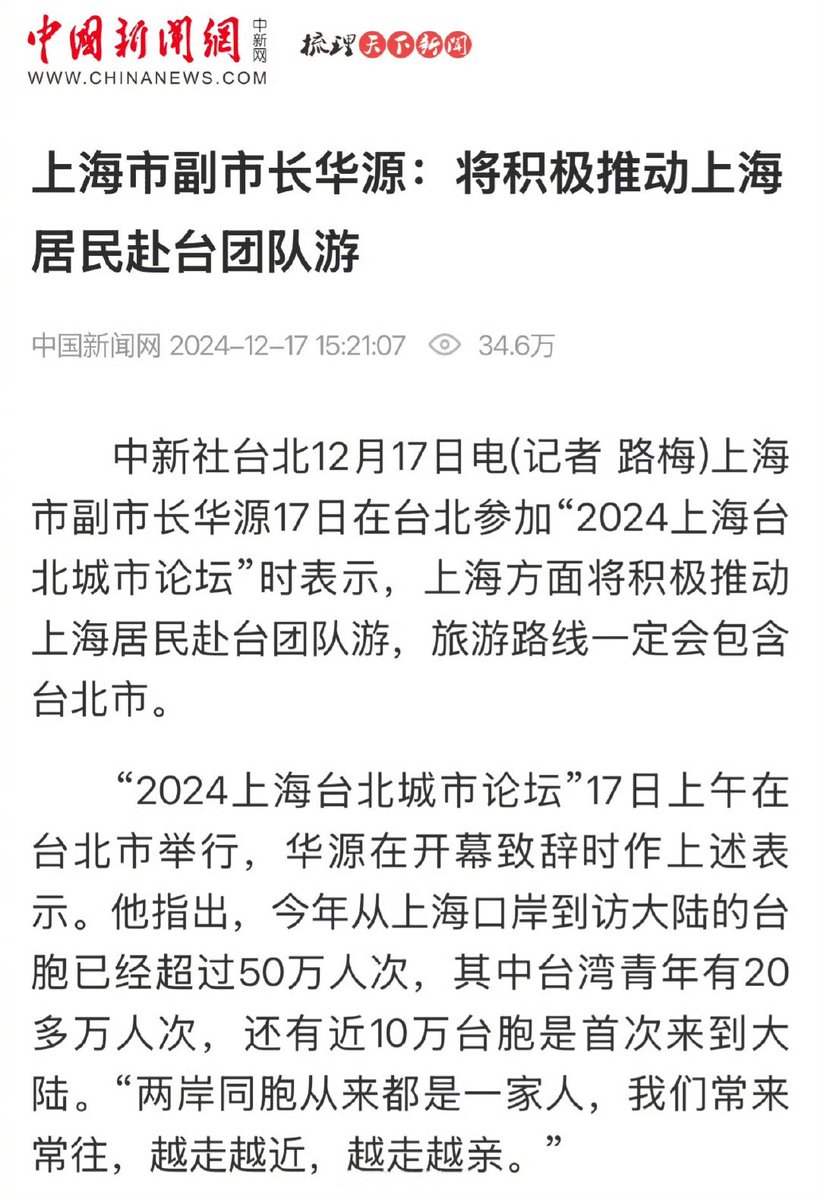 中國新聞網
中新网
梳理天下新闻
WWW.CHINANEWS.COM
上海市副市长华源：将积极推动上海
居民赴台团队游
中国新闻网 2024-12-17 15:21:07 34.6万
中新社台北12月17日电(记者 路梅)上海
市副市长华源17日在台北参加“2024上海台
北城市论坛”时表示，上海方面将积极推动
上海居民赴台团队游，旅游路线一定会包含
台北市。
“2024上海台北城市论坛”17日上午在
台北市举行，华源在开幕致辞时作上述表
示。他指出，今年从上海口岸到访大陆的台
胞已经超过50万人次，其中台湾青年有20
多万人次，还有近10万台胞是首次来到大
陆。“两岸同胞从来都是一家人，我们常来
常往，越走越近，越走越亲。”